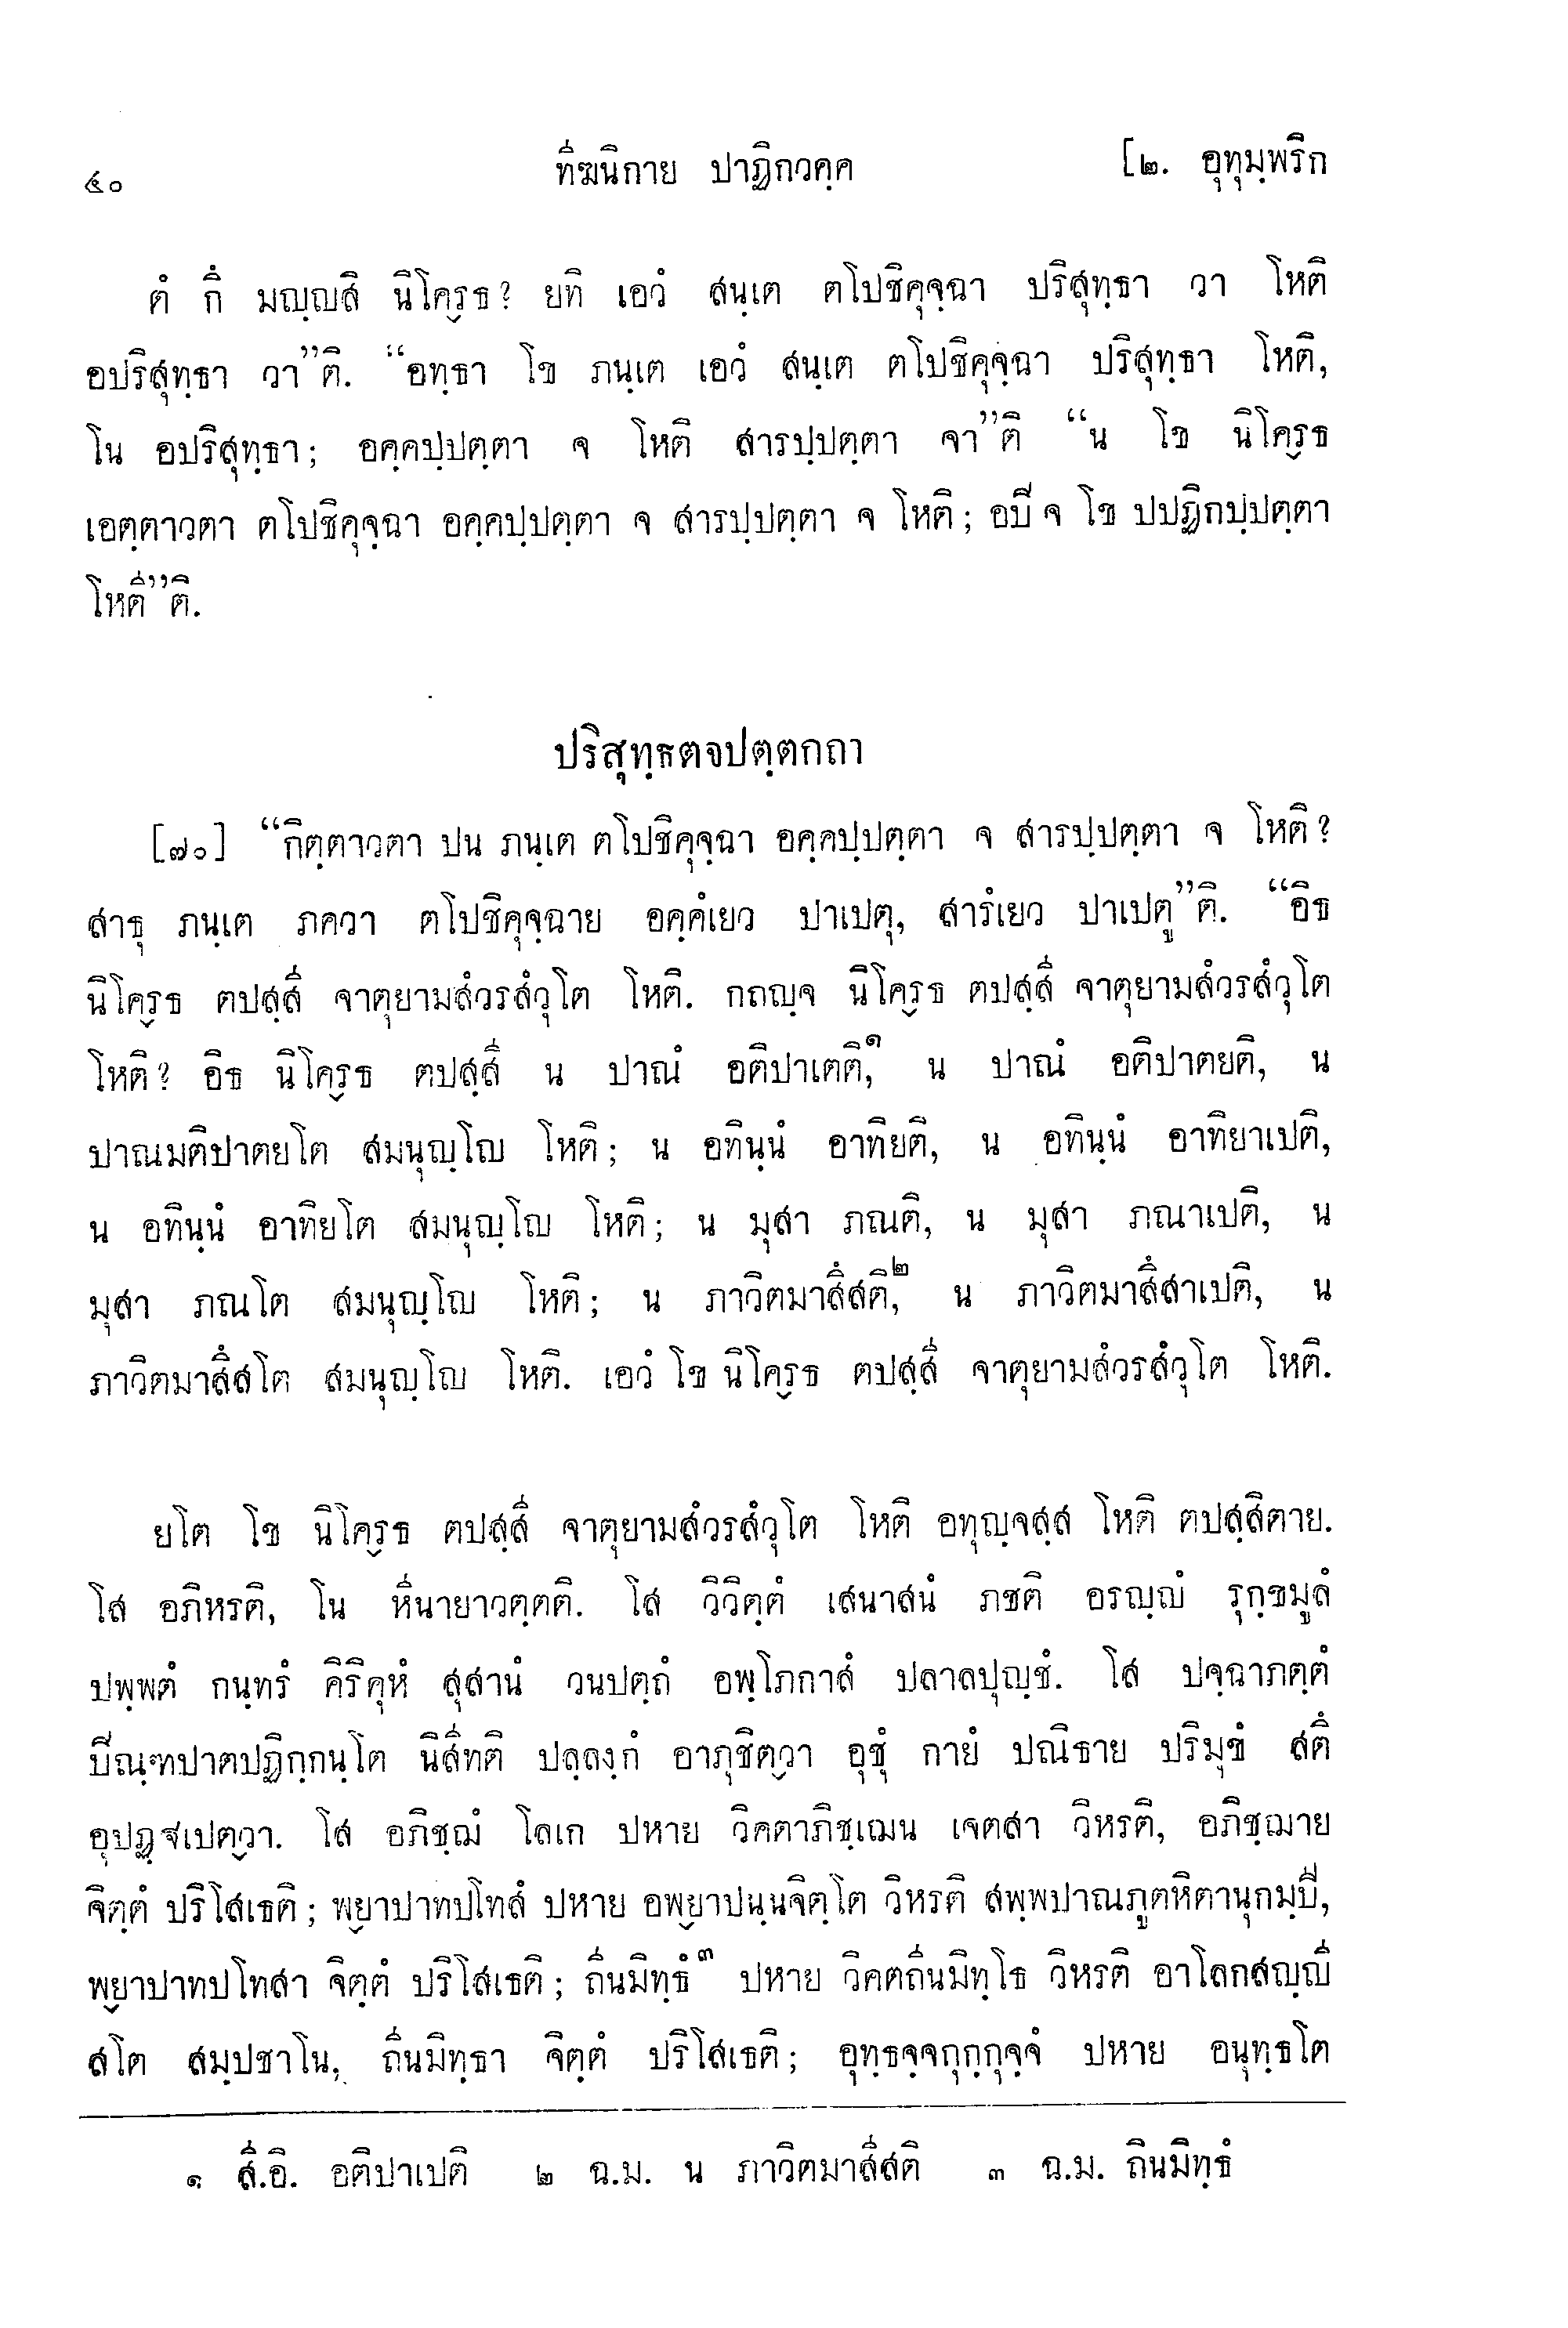 ๔๐ ทีฆนิกาย ปาฏิกวคฺค [๒. อุทุมฺพริก
ตํ กึ มญฺญสิ นิโคฺรธ? ยทิ เอวํ สนฺเต ตโปชิคุจฺฉา ปริสุทฺธา วา โหติ
อปริสุทฺธา วา”ติ. “อทฺธา โข ภนฺเต เอวํ สนฺเต ตโปชิคุจฺฉา ปริสุทฺธา โหติ,
โน อปริสุทฺธา; อคฺคปฺปตฺตา จ โหติ สารปฺปตฺตา จา”ติ “น โข นิโคฺรธ
เอตฺตาวตา ตโปชิคุจฺฉา อคฺคปฺปตฺตา จ สารปฺปตฺตา จ โหติ; อปิ จ โข ปปฏิกปฺปตฺตา
โหตี”ติ.
ปริสุทฺธตจปตฺตกถา
[๗๐] “กิตฺตาวตา ปน ภนฺเต ตโปชิคุจฺฉา อคฺคปฺปตฺตา จ สารปฺปตฺตา จ โหติ?
สาธุ ภนฺเต ภควา ตโปชิคุจฺฉาย อคฺคํเยว ปาเปตุ, สารํเยว ปาเปตู”ติ. “อิธ
นิโคฺรธ ตปสฺสี จาตุยามสํวรสํวุโต โหติ. กถญฺจ นิโคฺรธ ตปสฺสี จาตุยามสํวรสํวุโต
โหติ? อิธ นิโคฺรธ ตปสฺสี น ปาณํ อติปาเตติ,๑ น ปาณํ อติปาตยติ, น
ปาณมติปาตยโต สมนุญฺโญ โหติ; น อทินฺนํ อาทิยติ, น อทินฺนํ อาทิยาเปติ,
น อทินฺนํ อาทิยโต สมนุญฺโญ โหติ; น มุสา ภณติ, น มุสา ภณาเปติ, น
มุสา ภณโต สมนุญฺโญ โหติ; น ภาวิตมาสึสติ,๒ น ภาวิตมาสึสาเปติ, น
ภาวิตมาสึสโต สมนุญฺโญ โหติ. เอวํ โข นิโคฺรธ ตปสฺสี จาตุยามสํวรสํวุโต โหติ.
ยโต โข นิโคฺรธ ตปสฺสี จาตุยามสํวรสํวุโต โหติ อทุญฺจสฺส โหติ ตปสฺสิตาย.
โส อภิหรติ, โน หีนายาวตฺตติ. โส วิวิตฺตํ เสนาสนํ ภชติ อรญฺญํ รุกฺขมูลํ
ปพฺพตํ กนฺทรํ คิริคุหํ สุสานํ วนปตฺถํ อพฺโภกาสํ ปลาลปุญฺชํ. โส ปจฺฉาภตฺตํ
ปิณฺฑปาตปฏิกฺกนฺโต นิสีทติ ปลฺลงฺกํ อาภุชิตฺวา อุชุํ กายํ ปณิธาย ปริมุขํ สตึ
อุปฏฺฐเปตฺวา. โส อภิชฺฌํ โลเก ปหาย วิคตาภิชฺเฌน เจตสา วิหรติ, อภิชฺฌาย
จิตฺตํ ปริโสเธติ; พฺยาปาทปโทสํ ปหาย อพฺยาปนฺนจิตฺโต วิหรติ สพฺพปาณภูตหิตานุกมฺปี,
พฺยาปาทปโทสา จิตฺตํ ปริโสเธติ; ถีนมิทฺธํ๓ ปหาย วิคตถีนมิทฺโธ วิหรติ อาโลกสญฺญี
สโต สมฺปชาโน, ถีนมิทฺธา จิตฺตํ ปริโสเธติ; อุทฺธจฺจกุกฺกุจฺจํ ปหาย อนุทฺธโต
๑ สี.อิ. อติปาเปติ ๒ ฉ.ม. น ภาวิตมาสีสติ ๓ ฉ.ม. ถินมิทฺธํ